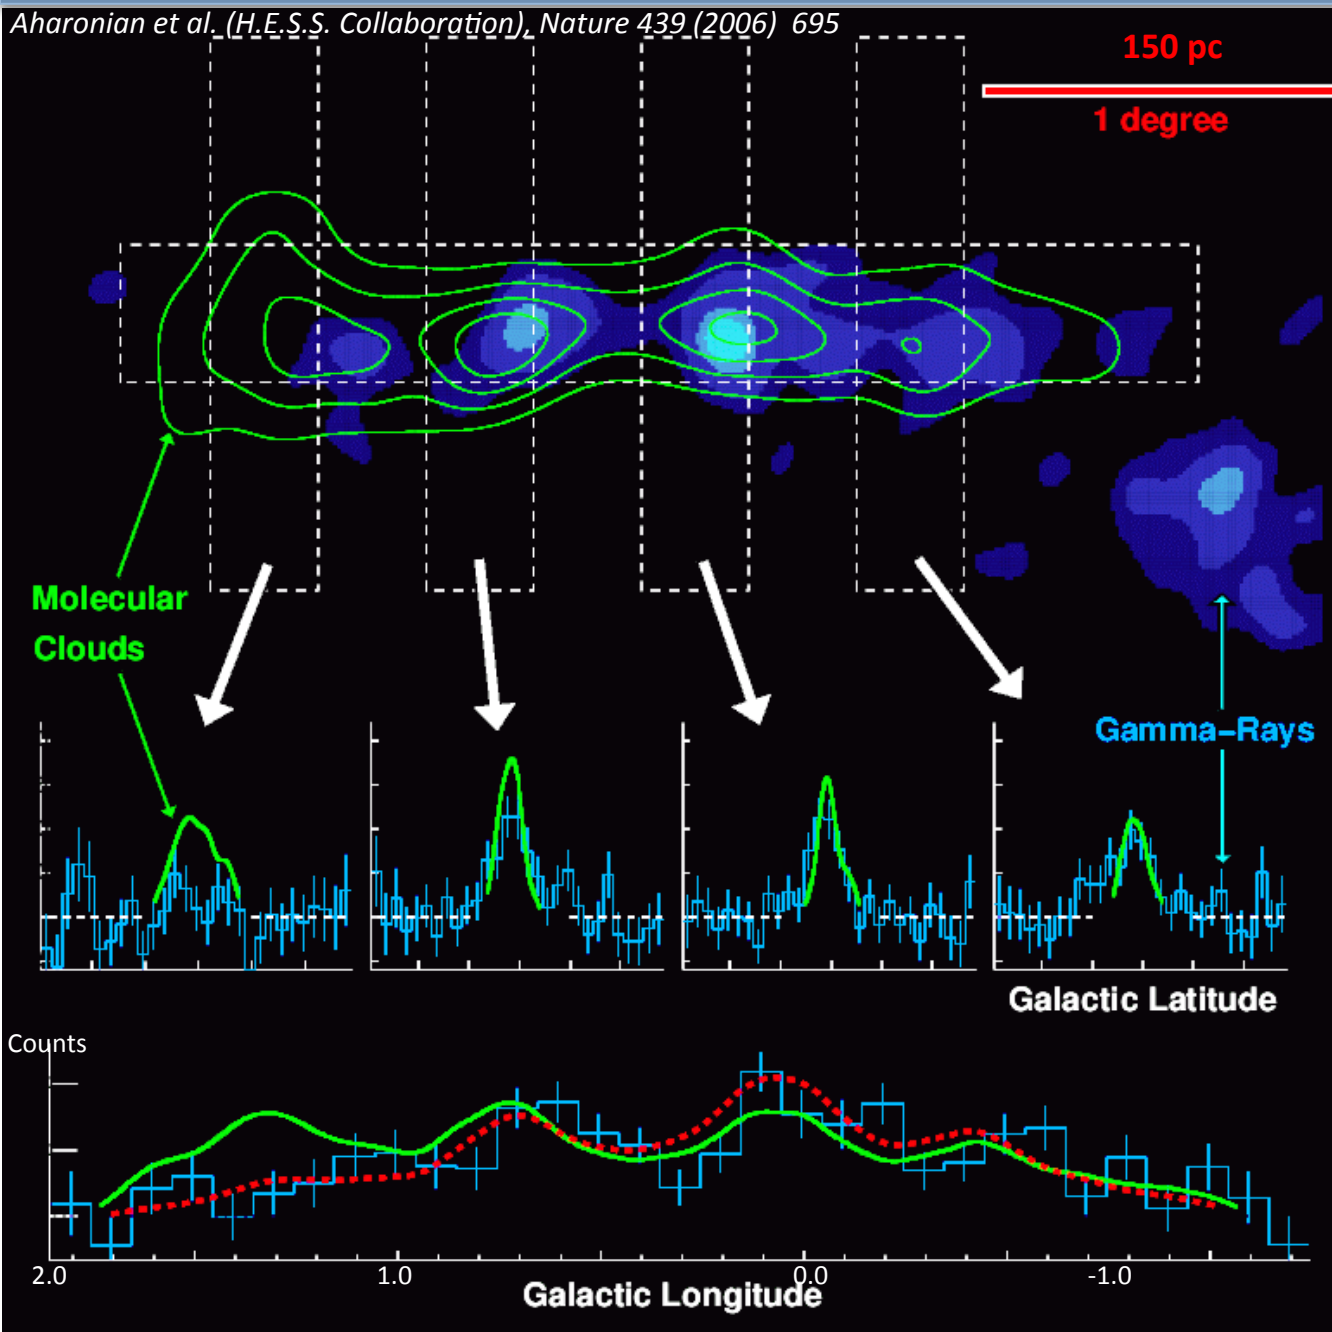 Aharonian et al. (H.E.S.S. Collaboration), Nature 439 (2006)  695
150 pc
1 degree
Molecular
Clouds
Gamma-Rays
Galactic Latitude
Counts
2.0 1.0 0.0 -1.0
Galactic Longitude